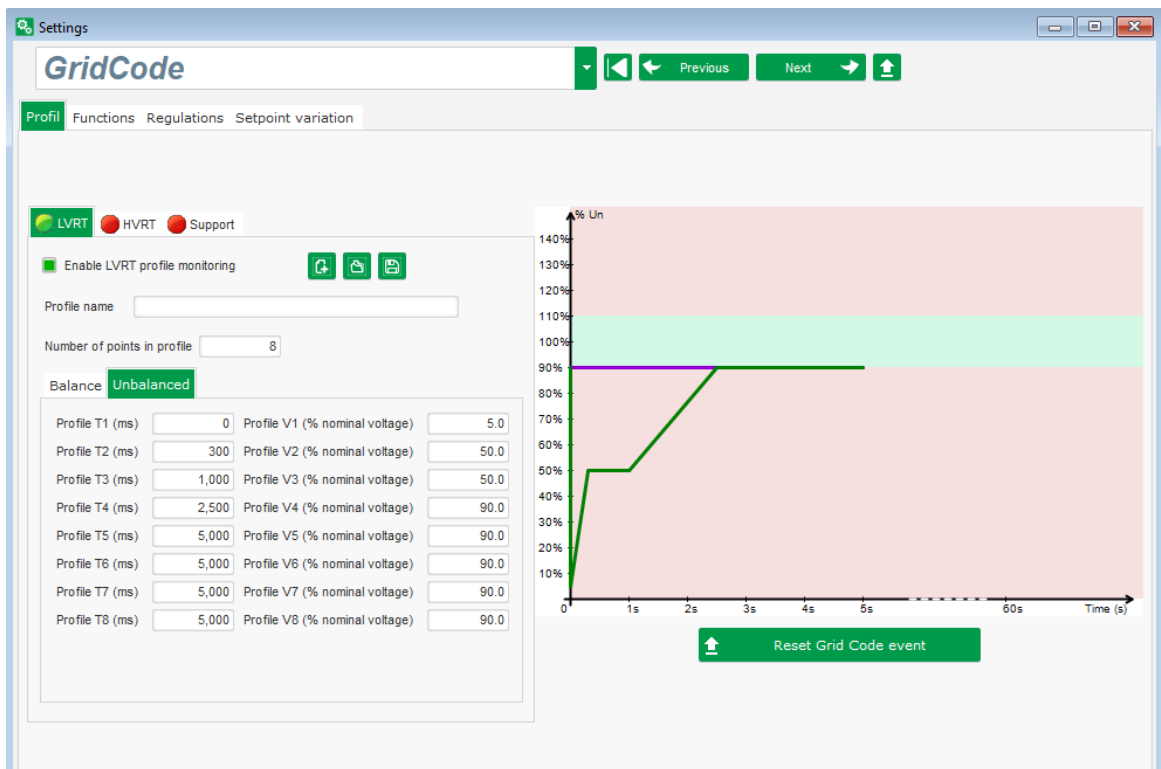 Settings
GridCode
Previous Next
Profil Functions Regulations Setpoint variation
LVRT HVRT Support
Enable LVRT profile monitoring
Profile name
Number of points in profile 8
Balance Unbalanced
Profile T1 (ms) 0 Profile V1 (% nominal voltage) 5.0
Profile T2 (ms) 300 Profile V2 (% nominal voltage) 50.0
Profile T3 (ms) 1,000 Profile V3 (% nominal voltage) 50.0
Profile T4 (ms) 2,500 Profile V4 (% nominal voltage) 90.0
Profile T5 (ms) 5,000 Profile V5 (% nominal voltage) 90.0
Profile T6 (ms) 5,000 Profile V6 (% nominal voltage) 90.0
Profile T7 (ms) 5,000 Profile V7 (% nominal voltage) 90.0
Profile T8 (ms) 5,000 Profile V8 (% nominal voltage) 90.0
% Un
140%
130%
120%
110%
100%
90%
80%
70%
60%
50%
40%
30%
20%
10%
0 1s 2s 3s 4s 5s 60s Time (s)
Reset Grid Code event